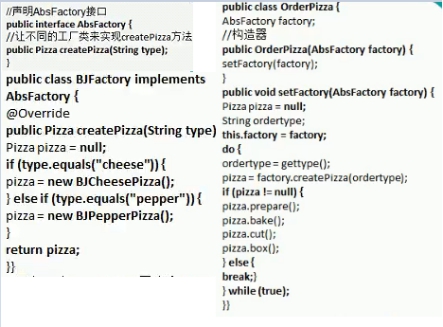 //声明AbsFactory接口
public interface AbsFactory {
//让不同的工厂类来实现createPizza方法
public Pizza createPizza(String type);
}
public class BJFactory implements
AbsFactory {
@Override
public Pizza createPizza(String type)
Pizza pizza = null;
if (type.equals("cheese")) {
pizza = new BJCheesePizza();
} else if (type.equals("pepper")) {
pizza = new BJPepperPizza();
}
return pizza;
}}
public class OrderPizza {
AbsFactory factory;
//构造器
public OrderPizza(AbsFactory factory) {
setFactory(factory);
}
public void setFactory(AbsFactory factory) {
Pizza pizza = null;
String ordertype;
this.factory = factory;
do {
ordertype = gettype();
pizza = factory.createPizza(ordertype);
if (pizza != null) {
pizza.prepare();
pizza.bake();
pizza.cut();
pizza.box();
} else {
break;}
} while (true);
}}